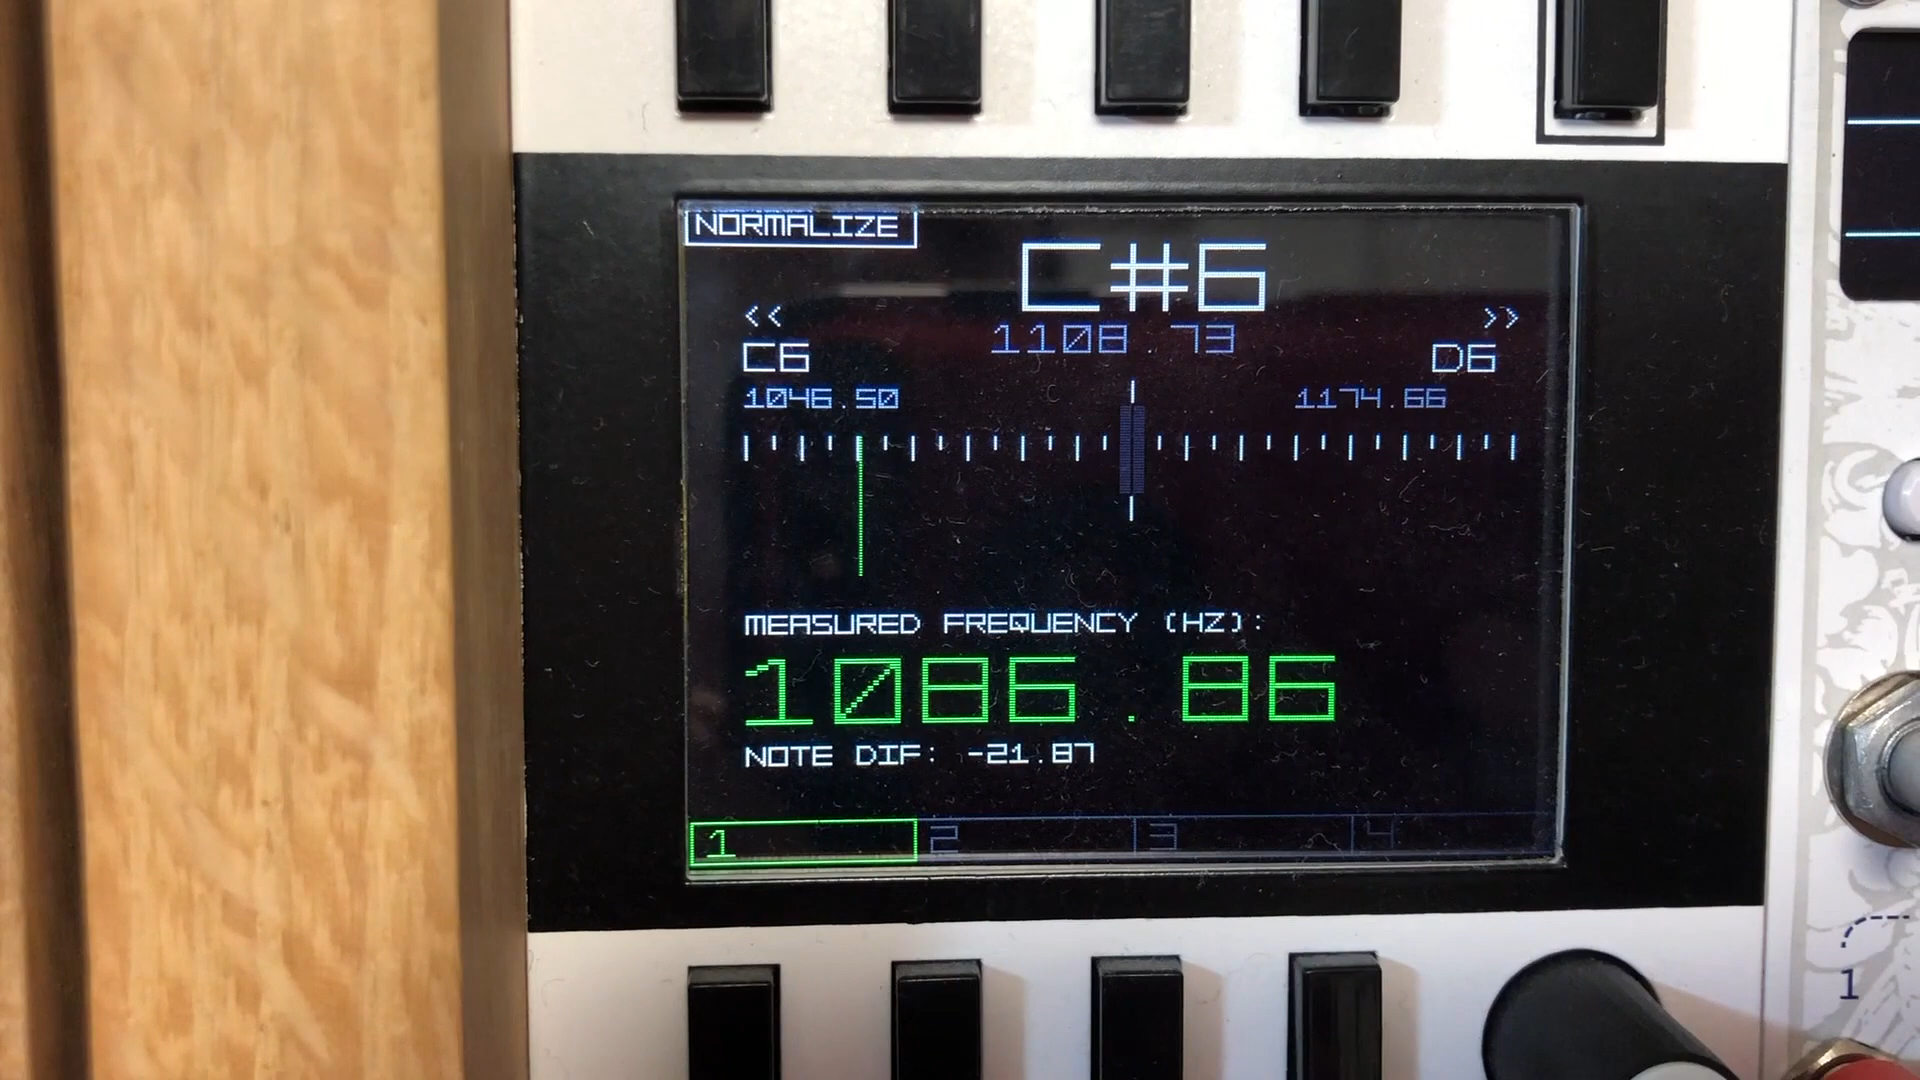 NORMALIZE
C#6
<< >>
1108.73
C6 D6
1046.50 1174.66
MEASURED FREQUENCY (HZ):
1086.86
NOTE DIF: -21.87
1 2 3 4
1